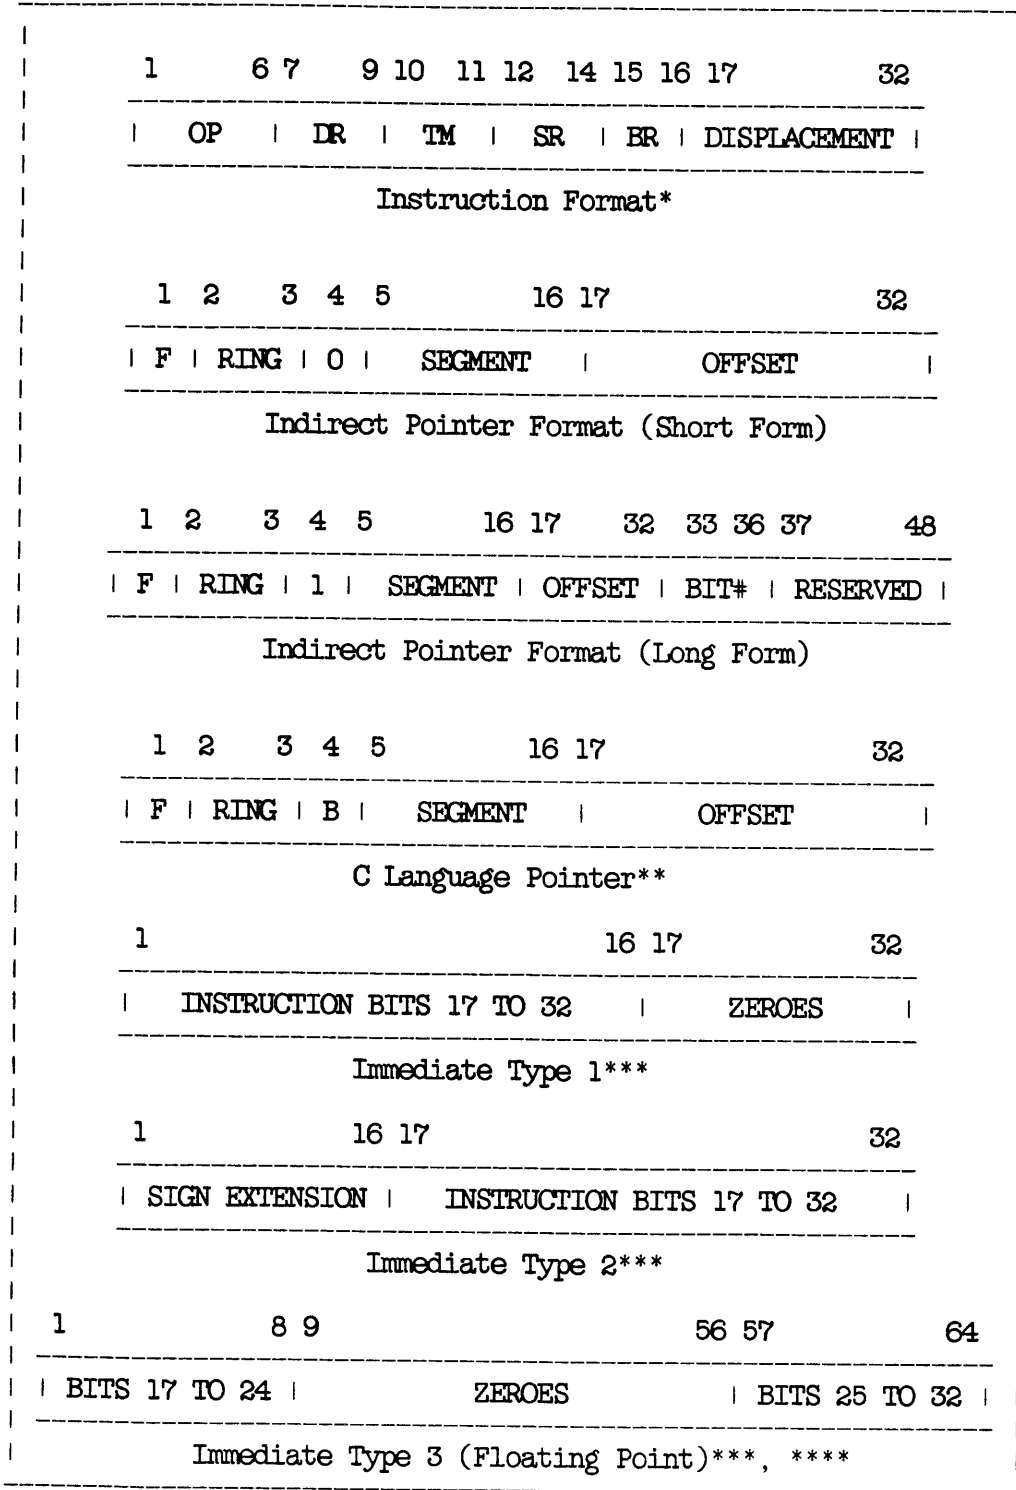 1 6 7 9 10 11 12 14 15 16 17 32
| OP | DR | TM | SR | BR | DISPLACEMENT |
Instruction Format*
1 2 3 4 5 16 17 32
| F | RING | 0 | SEGMENT | OFFSET |
Indirect Pointer Format (Short Form)
1 2 3 4 5 16 17 32 33 36 37 48
| F | RING | 1 | SEGMENT | OFFSET | BIT# | RESERVED |
Indirect Pointer Format (Long Form)
1 2 3 4 5 16 17 32
| F | RING | B | SEGMENT | OFFSET |
C Language Pointer**
1 16 17 32
| INSTRUCTION BITS 17 TO 32 | ZEROES |
Immediate Type 1***
1 16 17 32
| SIGN EXTENSION | INSTRUCTION BITS 17 TO 32 |
Immediate Type 2***
1 8 9 56 57 64
| BITS 17 TO 24 | ZEROES | BITS 25 TO 32 |
Immediate Type 3 (Floating Point)***, ****